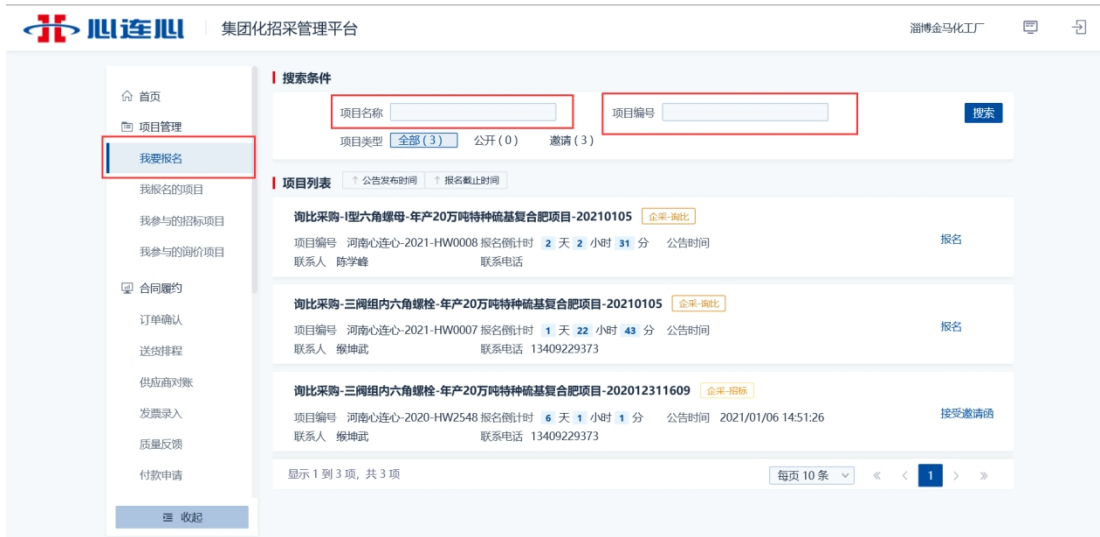 心连心 集团化招采管理平台 淄博金马化工厂
首页
项目管理
我要报名
我报名的项目
我参与的招标项目
我参与的询价项目
合同履约
订单确认
送货排程
供应商对账
发票录入
质量反馈
付款申请
收起
搜索条件
项目名称 项目编号 搜索
项目类型 全部(3) 公开(0) 邀请(3)
项目列表 ↑公告发布时间 ↑报名截止时间
询比采购-I型六角螺母-年产20万吨特种硫基复合肥项目-20210105 企采-询比
项目编号 河南心连心-2021-HW0008 报名倒计时 2 天 2 小时 31 分 公告时间 报名
联系人 陈学峰 联系电话
询比采购-三阀组内六角螺栓-年产20万吨特种硫基复合肥项目-20210105 企采-询比
项目编号 河南心连心-2021-HW0007 报名倒计时 1 天 22 小时 43 分 公告时间 报名
联系人 缑坤武 联系电话 13409229373
询比采购-三阀组内六角螺栓-年产20万吨特种硫基复合肥项目-202012311609 企采-招标
项目编号 河南心连心-2020-HW2548 报名倒计时 6 天 1 小时 1 分 公告时间 2021/01/06 14:51:26 接受邀请函
联系人 缑坤武 联系电话 13409229373
显示 1 到 3 项, 共 3 项 每页 10 条 « < 1 > »